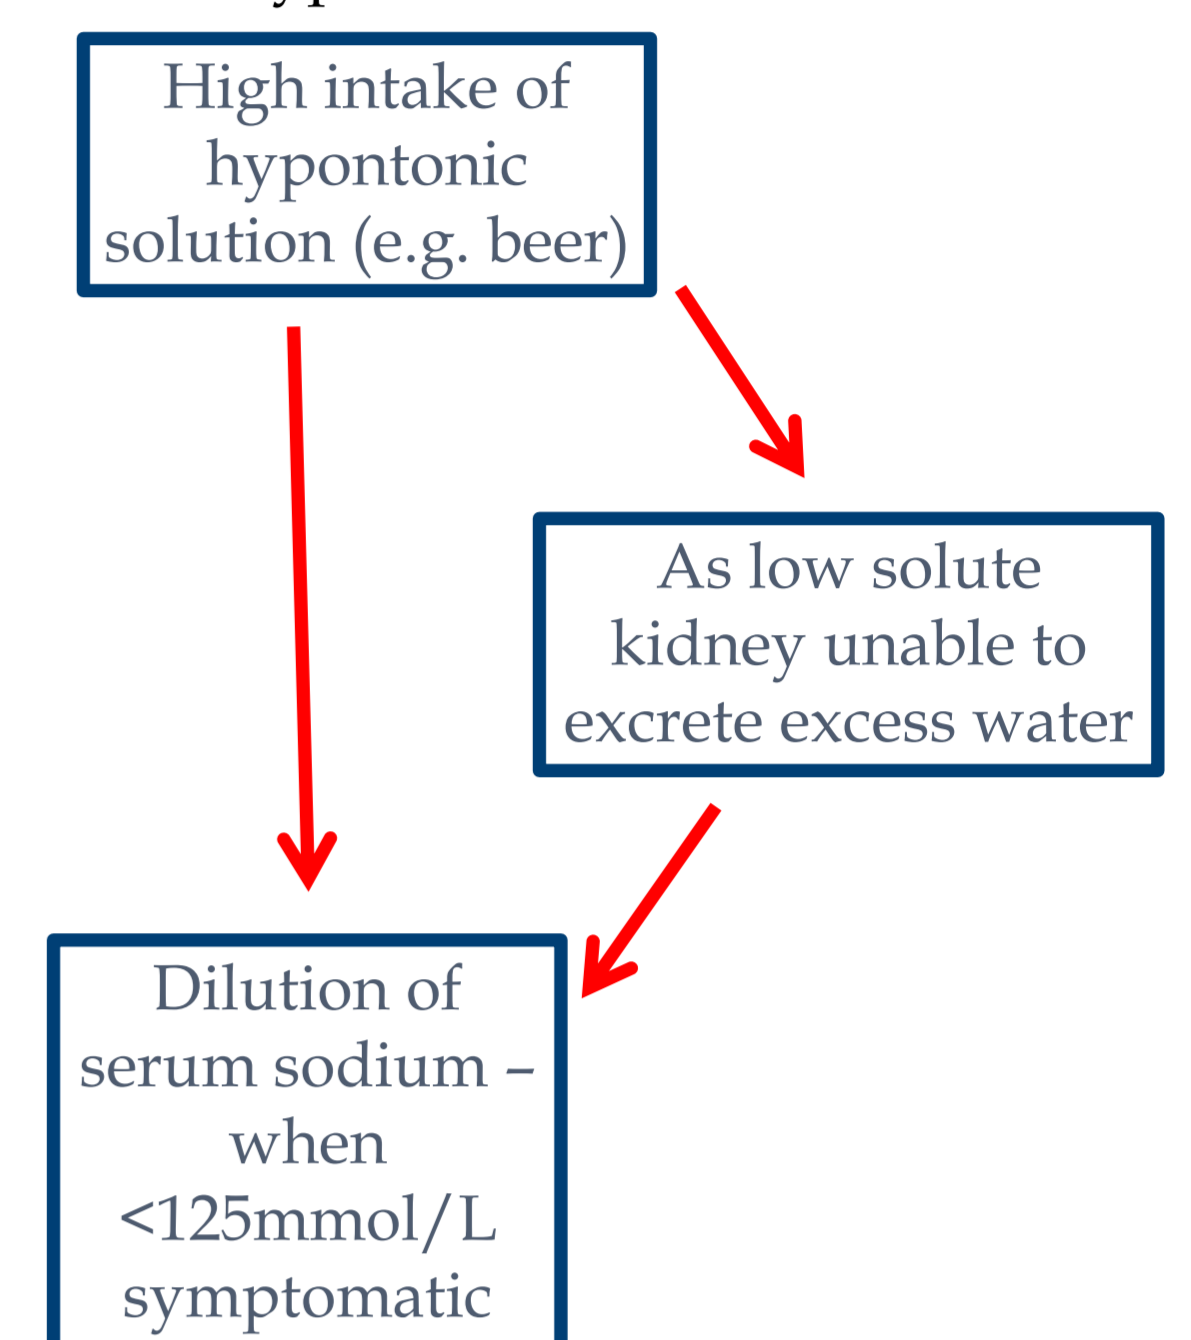 High intake of
hypontonic
solution (e.g. beer)
As low solute
kidney unable to
excrete excess water
Dilution of
serum sodium –
when
<125mmol/L
symptomatic